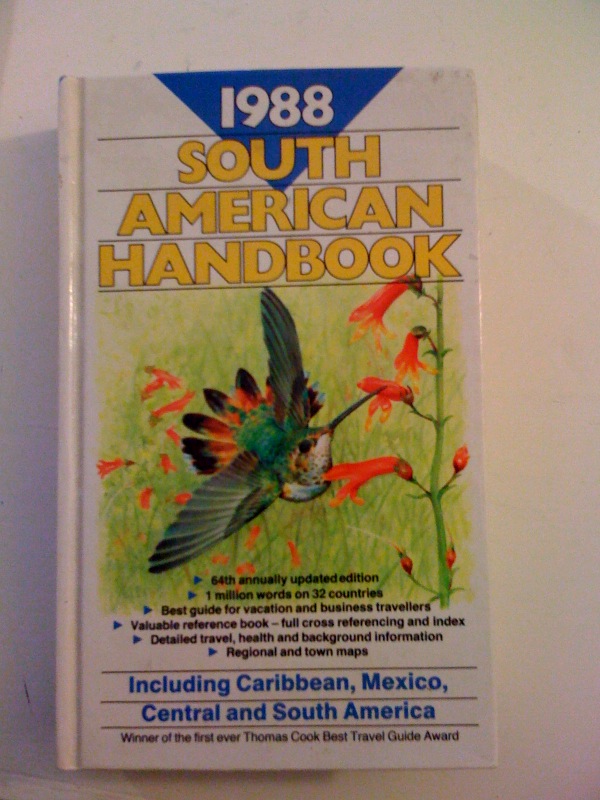 1988
SOUTH
AMERICAN
HANDBOOK
▶ 64th annually updated edition
▶ 1 million words on 32 countries
▶ Best guide for vacation and business travellers
▶ Valuable reference book – full cross referencing and index
▶ Detailed travel, health and background information
▶ Regional and town maps
Including Caribbean, Mexico,
Central and South America
Winner of the first ever Thomas Cook Best Travel Guide Award